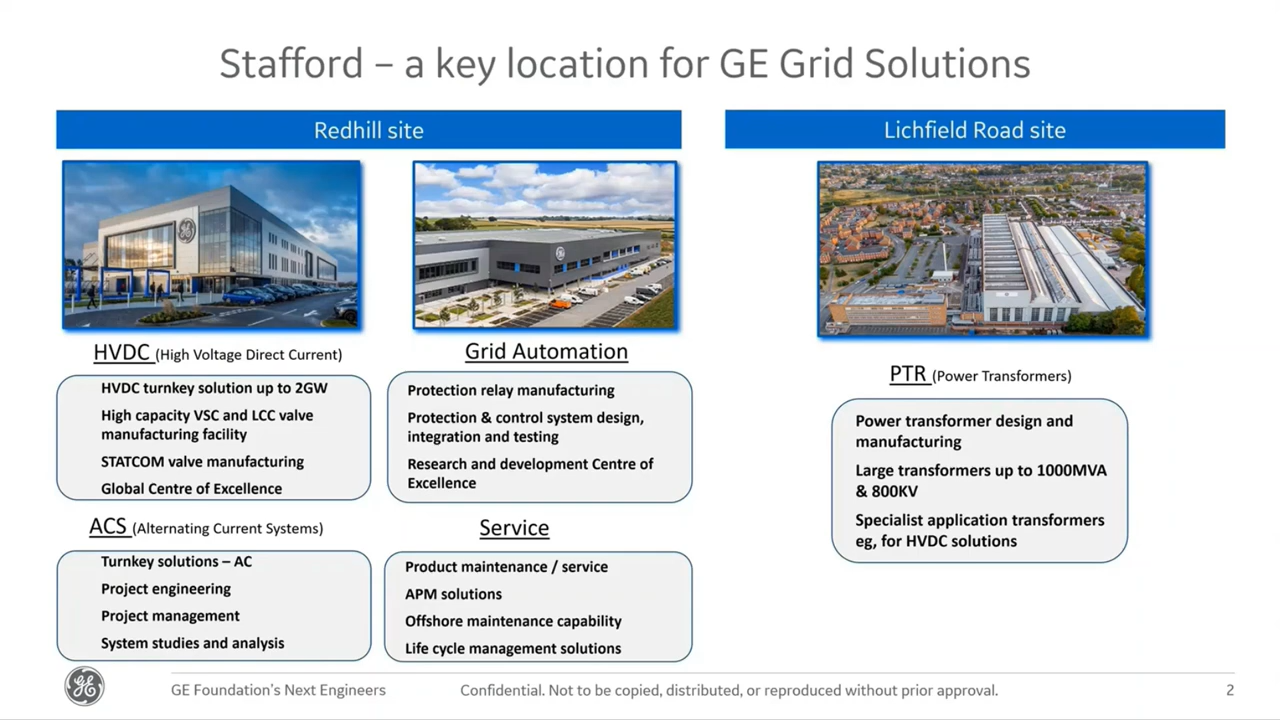 Stafford – a key location for GE Grid Solutions
Redhill site
HVDC (High Voltage Direct Current)
HVDC turnkey solution up to 2GW
High capacity VSC and LCC valve
manufacturing facility
STATCOM valve manufacturing
Global Centre of Excellence
Grid Automation
Protection relay manufacturing
Protection & control system design,
integration and testing
Research and development Centre of
Excellence
ACS (Alternating Current Systems)
Turnkey solutions – AC
Project engineering
Project management
System studies and analysis
Service
Product maintenance / service
APM solutions
Offshore maintenance capability
Life cycle management solutions
Lichfield Road site
PTR (Power Transformers)
Power transformer design and
manufacturing
Large transformers up to 1000MVA
& 800KV
Specialist application transformers
eg, for HVDC solutions
GE
GE Foundation's Next Engineers
Confidential. Not to be copied, distributed, or reproduced without prior approval.
2